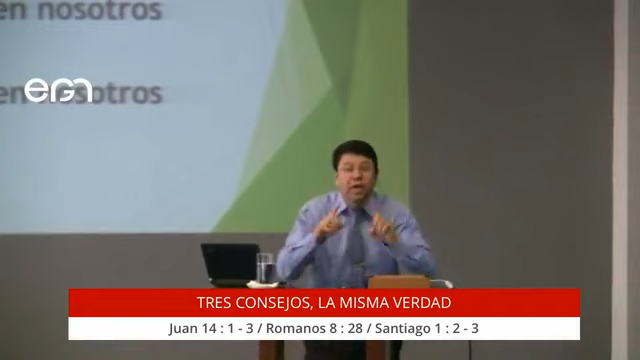 en nosotros
en nosotros
ern
TRES CONSEJOS, LA MISMA VERDAD
Juan 14 : 1 - 3 / Romanos 8 : 28 / Santiago 1 : 2 - 3